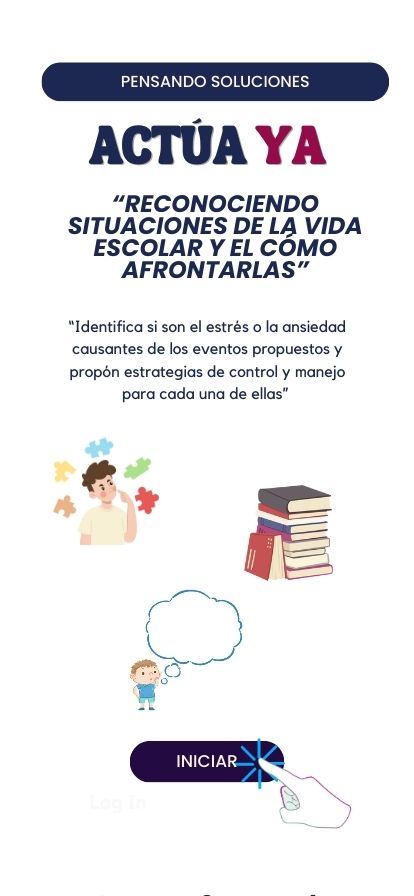 PENSANDO SOLUCIONES
ACTÚA YA
“RECONOCIENDO
SITUACIONES DE LA VIDA
ESCOLAR Y EL CÓMO
AFRONTARLAS”
“Identifica si son el estrés o la ansiedad
causantes de los eventos propuestos y
propón estrategias de control y manejo
para cada una de ellas”
INICIAR
Log In